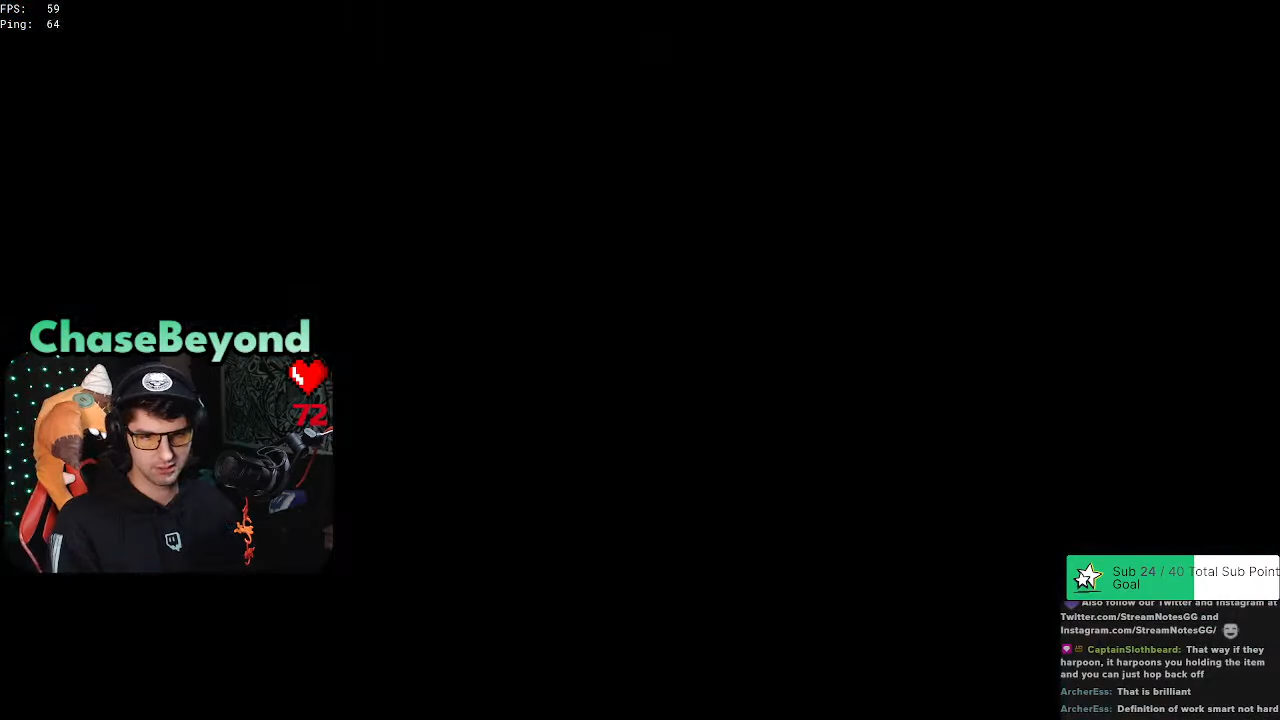 FPS: 59
Ping: 64
ChaseBeyond
72
Sub 24 / 40 Total Sub Point
Goal
Also follow our Twitter and Instagram at
Twitter.com/StreamNotesGG and
Instagram.com/StreamNotesGG/
CaptainSlothbeard: That way if they
harpoon, it harpoons you holding the item
and you can just hop back off
ArcherEss: That is brilliant
ArcherEss: Definition of work smart not hard